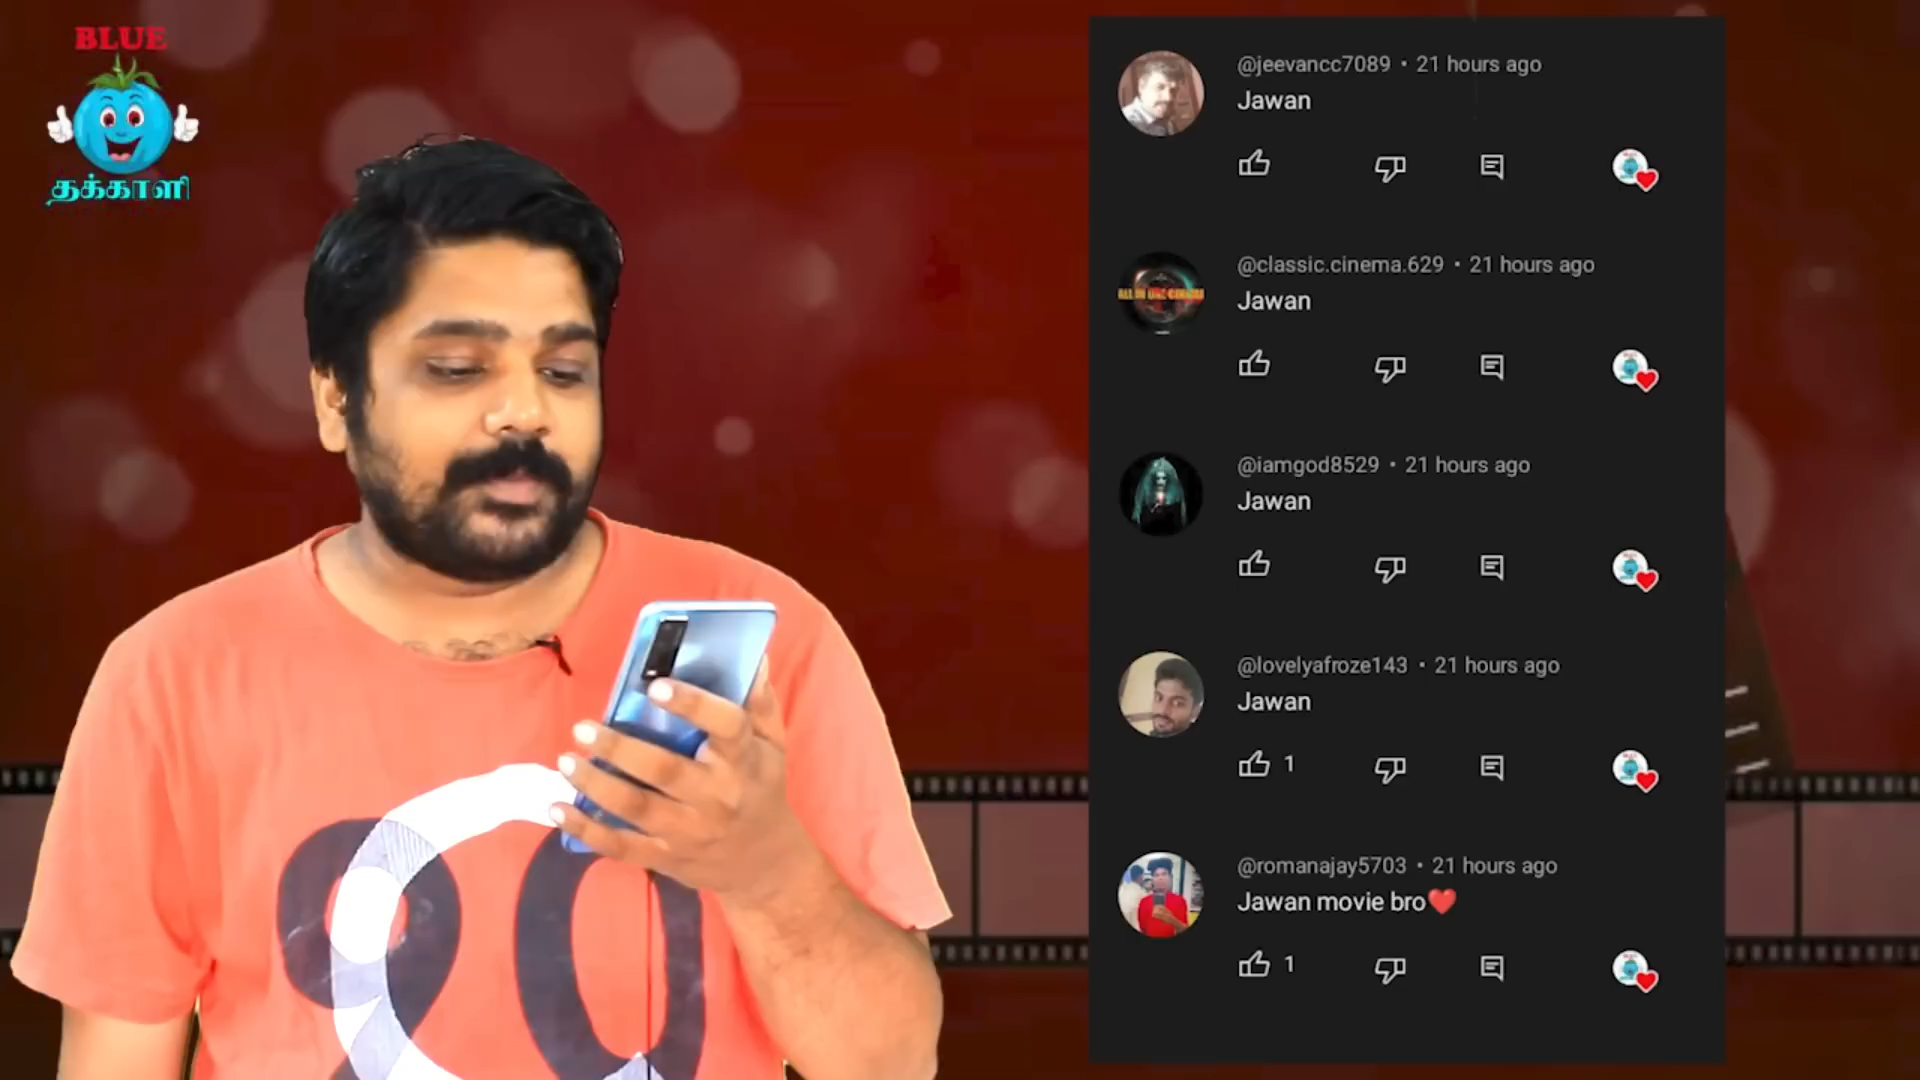 BLUE
தக்காளி
@jeevancc7089 • 21 hours ago
Jawan
@classic.cinema.629 • 21 hours ago
Jawan
@iamgod8529 • 21 hours ago
Jawan
@lovelyafroze143 • 21 hours ago
Jawan
1
@romanajay5703 • 21 hours ago
Jawan movie bro❤️
1